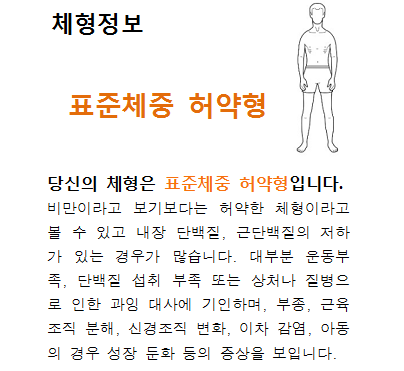 체형정보
표준체중 허약형
당신의 체형은 표준체중 허약형입니다.
비만이라고 보기보다는 허약한 체형이라고
볼 수 있고 내장 단백질, 근단백질의 저하
가 있는 경우가 많습니다. 대부분 운동부
족, 단백질 섭취 부족 또는 상처나 질병으
로 인한 과잉 대사에 기인하며, 부종, 근육
조직 분해, 신경조직 변화, 이차 감염, 아동
의 경우 성장 둔화 등의 증상을 보입니다.